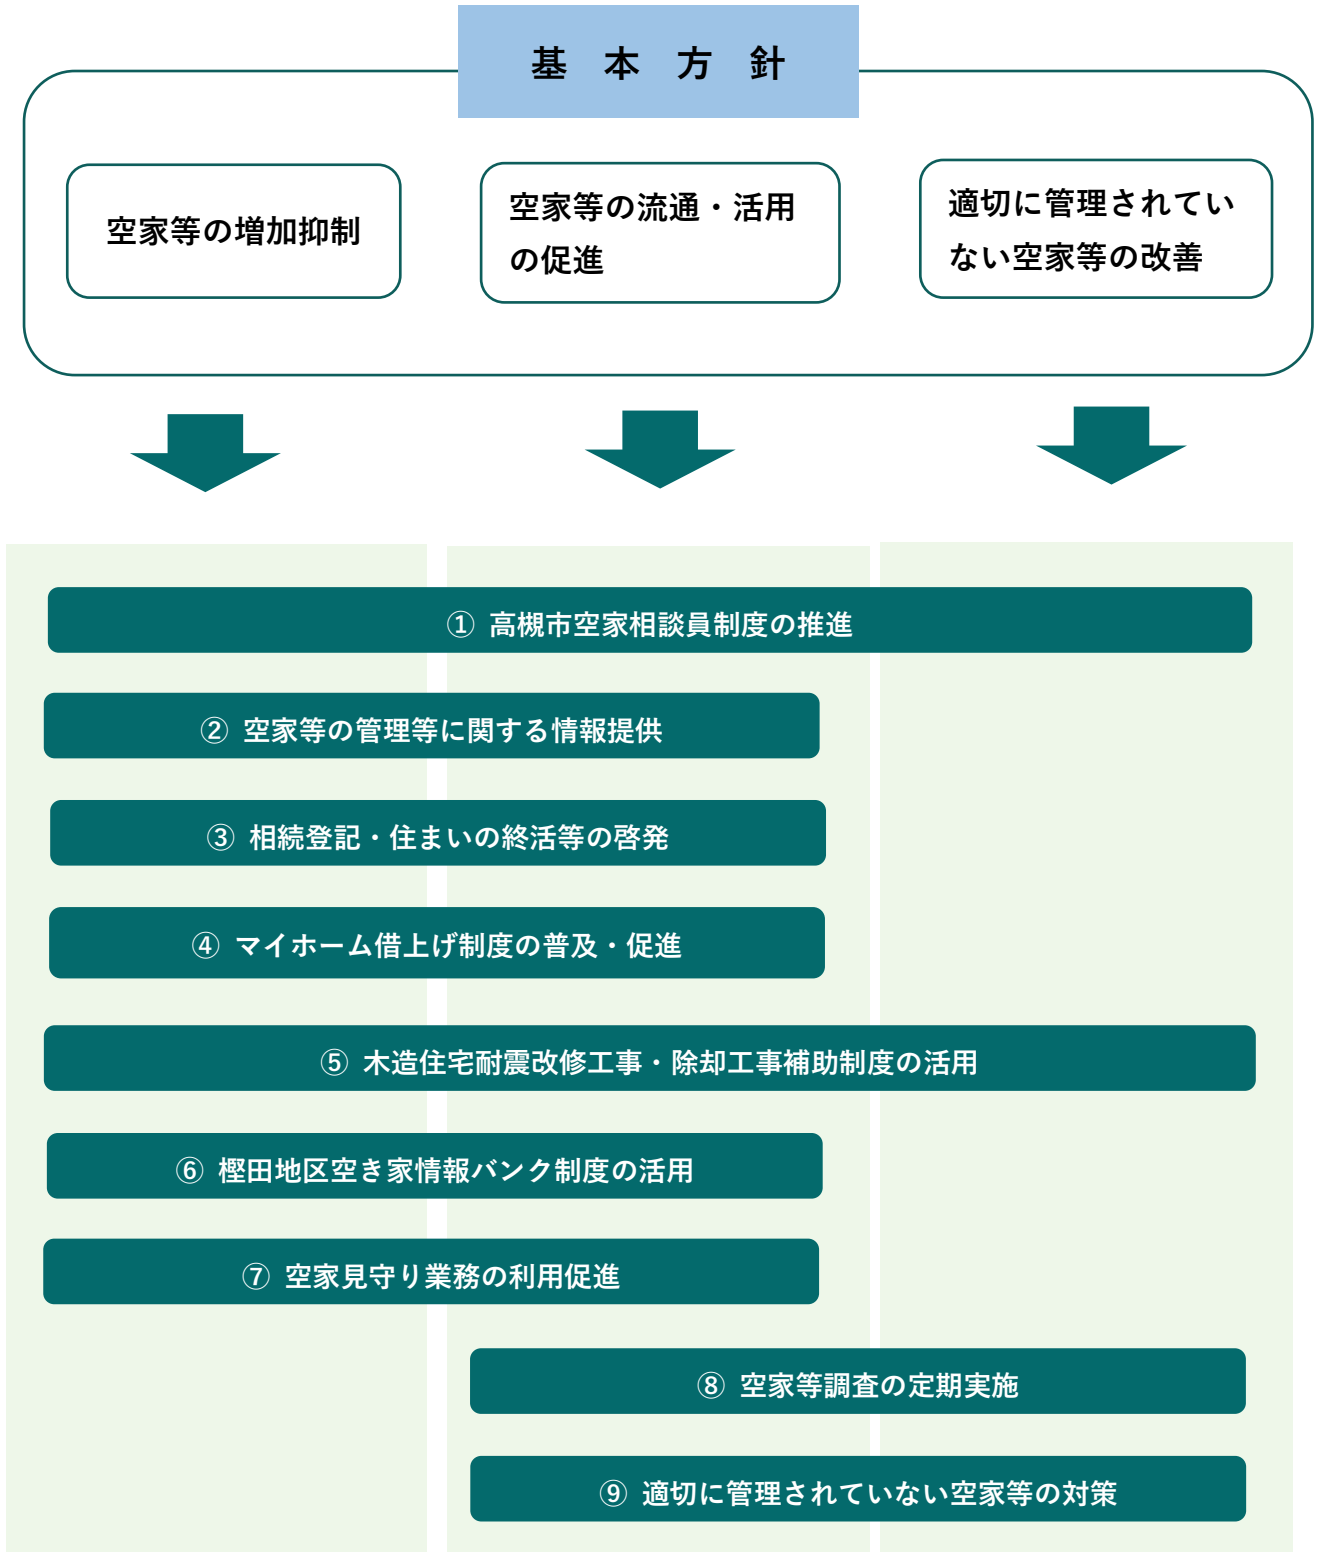 基 本 方 針
空家等の増加抑制
空家等の流通・活用
の促進
適切に管理されてい
ない空家等の改善
① 高槻市空家相談員制度の推進
② 空家等の管理等に関する情報提供
③ 相続登記・住まいの終活等の啓発
④ マイホーム借上げ制度の普及・促進
⑤ 木造住宅耐震改修工事・除却工事補助制度の活用
⑥ 樫田地区空き家情報バンク制度の活用
⑦ 空家見守り業務の利用促進
⑧ 空家等調査の定期実施
⑨ 適切に管理されていない空家等の対策